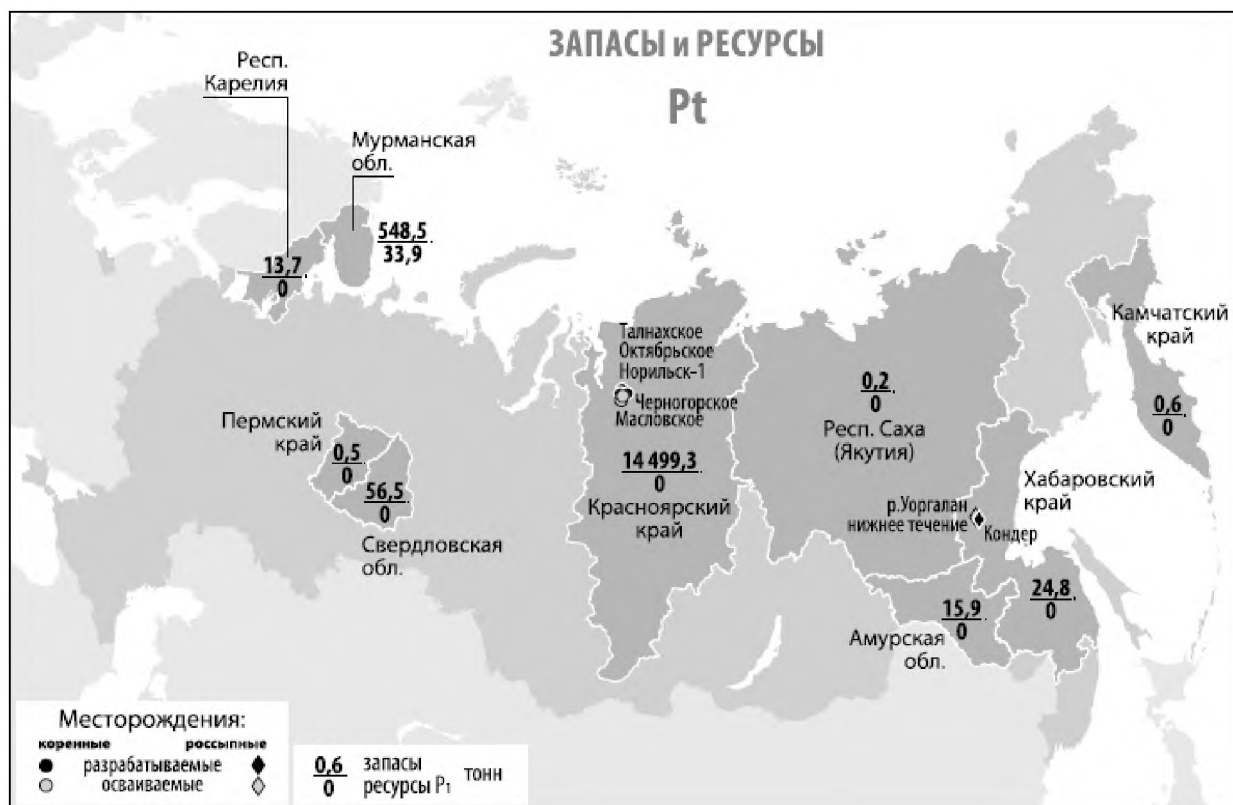 ЗАПАСЫ и РЕСУРСЫ
Pt
Респ.
Карелия
Мурманская
обл.
548,5
33,9
13,7
0
Талнахское
Октябрьское
Норильск-1
Черногорское
Масловское
14 499,3
0
Красноярский
край
Камчатский
край
0,6
0
0,2
0
Респ. Саха
(Якутия)
Пермский
край
0,5
0
56,5
0
Свердловская
обл.
Хабаровский
край
р.Уоргалан
нижнее течение
Кондер
24,8
0
15,9
0
Амурская
обл.
Месторождения:
коренные россыпные
разрабатываемые
осваиваемые
0,6 запасы
0 ресурсы P1
тонн